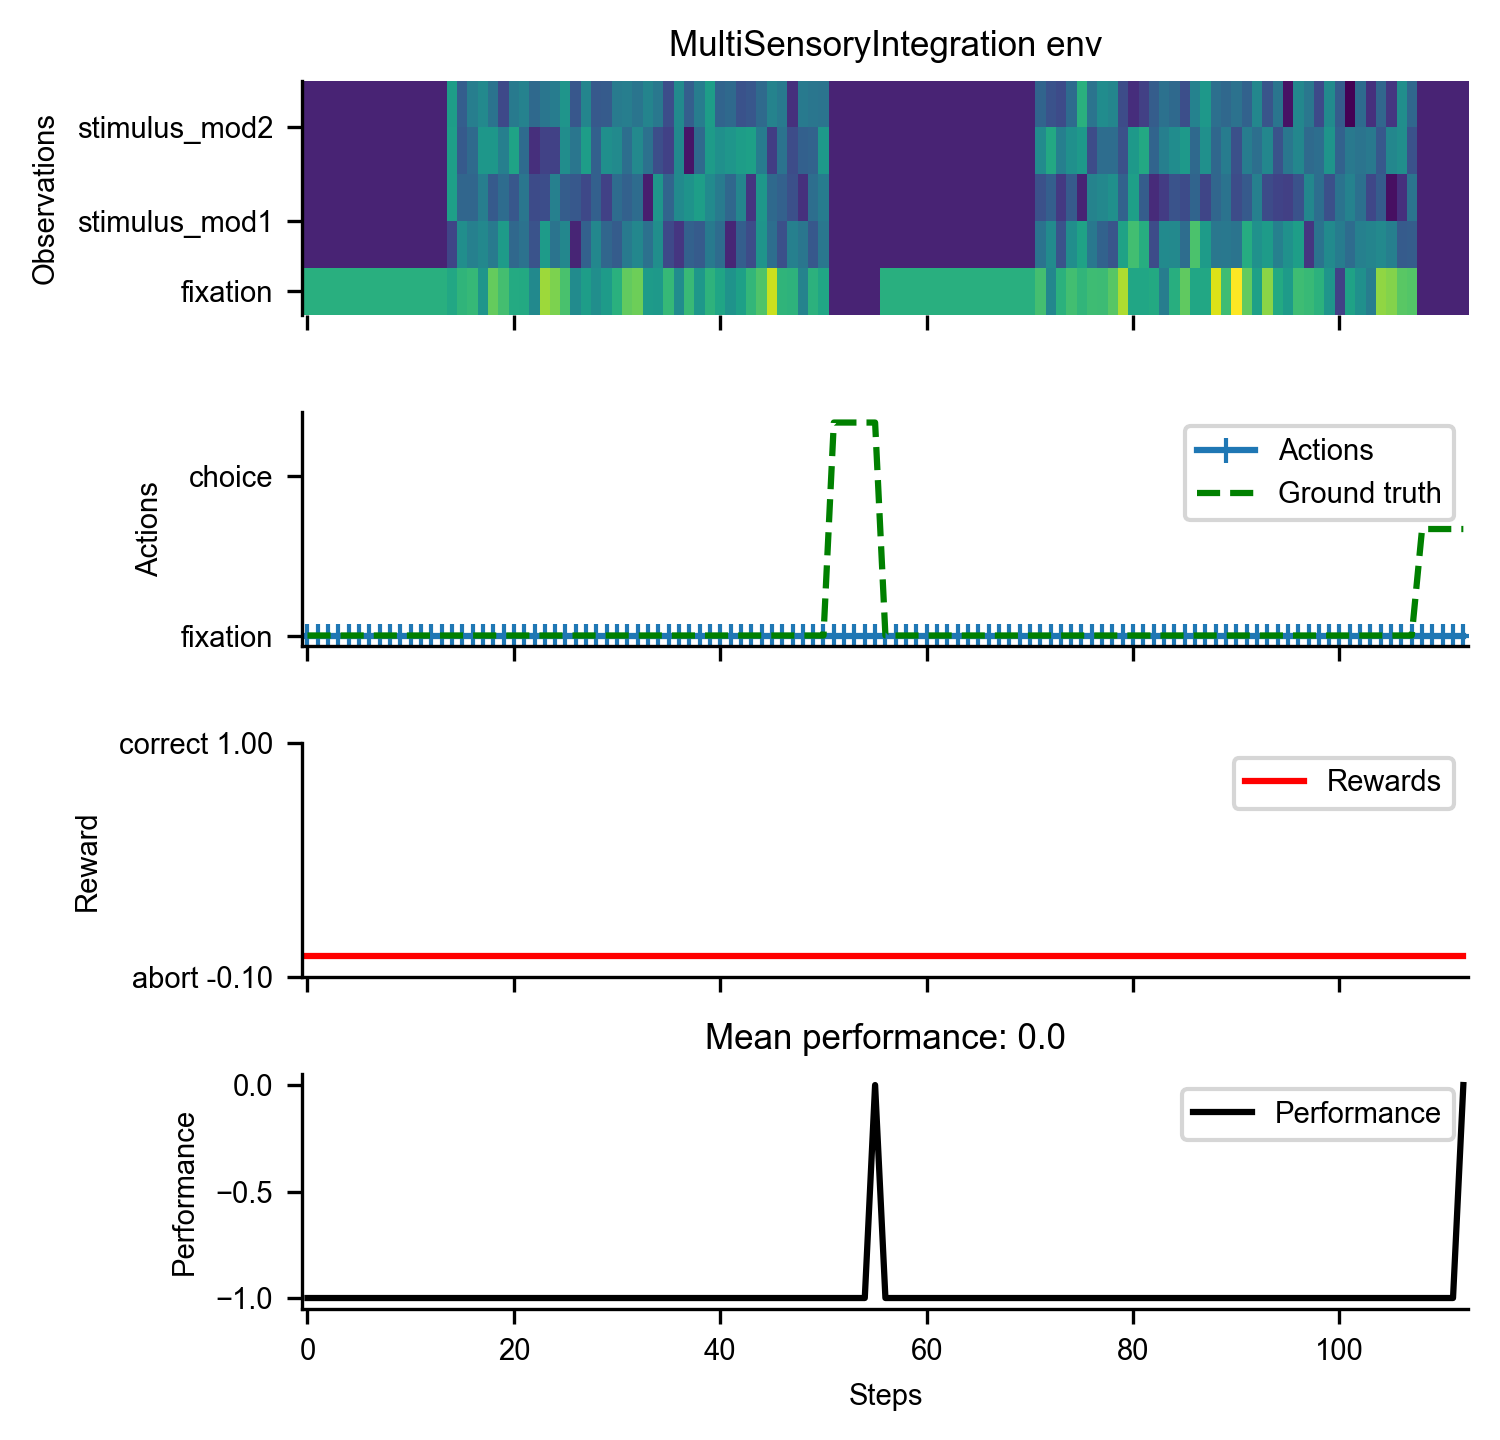 MultiSensoryIntegration env
Observations
stimulus_mod2
stimulus_mod1
fixation
Actions
choice
fixation
Actions
Ground truth
Reward
correct 1.00
abort -0.10
Rewards
Mean performance: 0.0
Performance
0.0
−0.5
−1.0
Performance
0 20 40 60 80 100
Steps